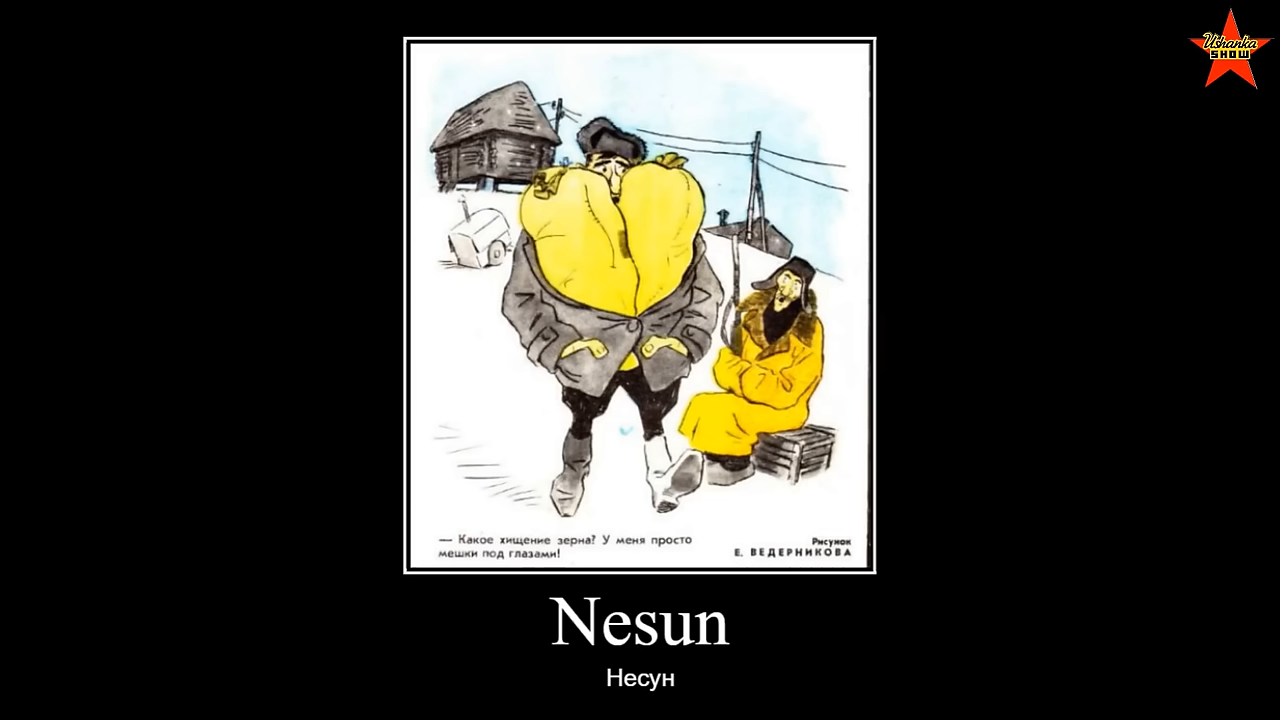 Ushanka
SHOW
— Какое хищение зерна? У меня просто
мешки под глазами!
Рисунок
Е. ВЕДЕРНИКОВА
Nesun
Несун